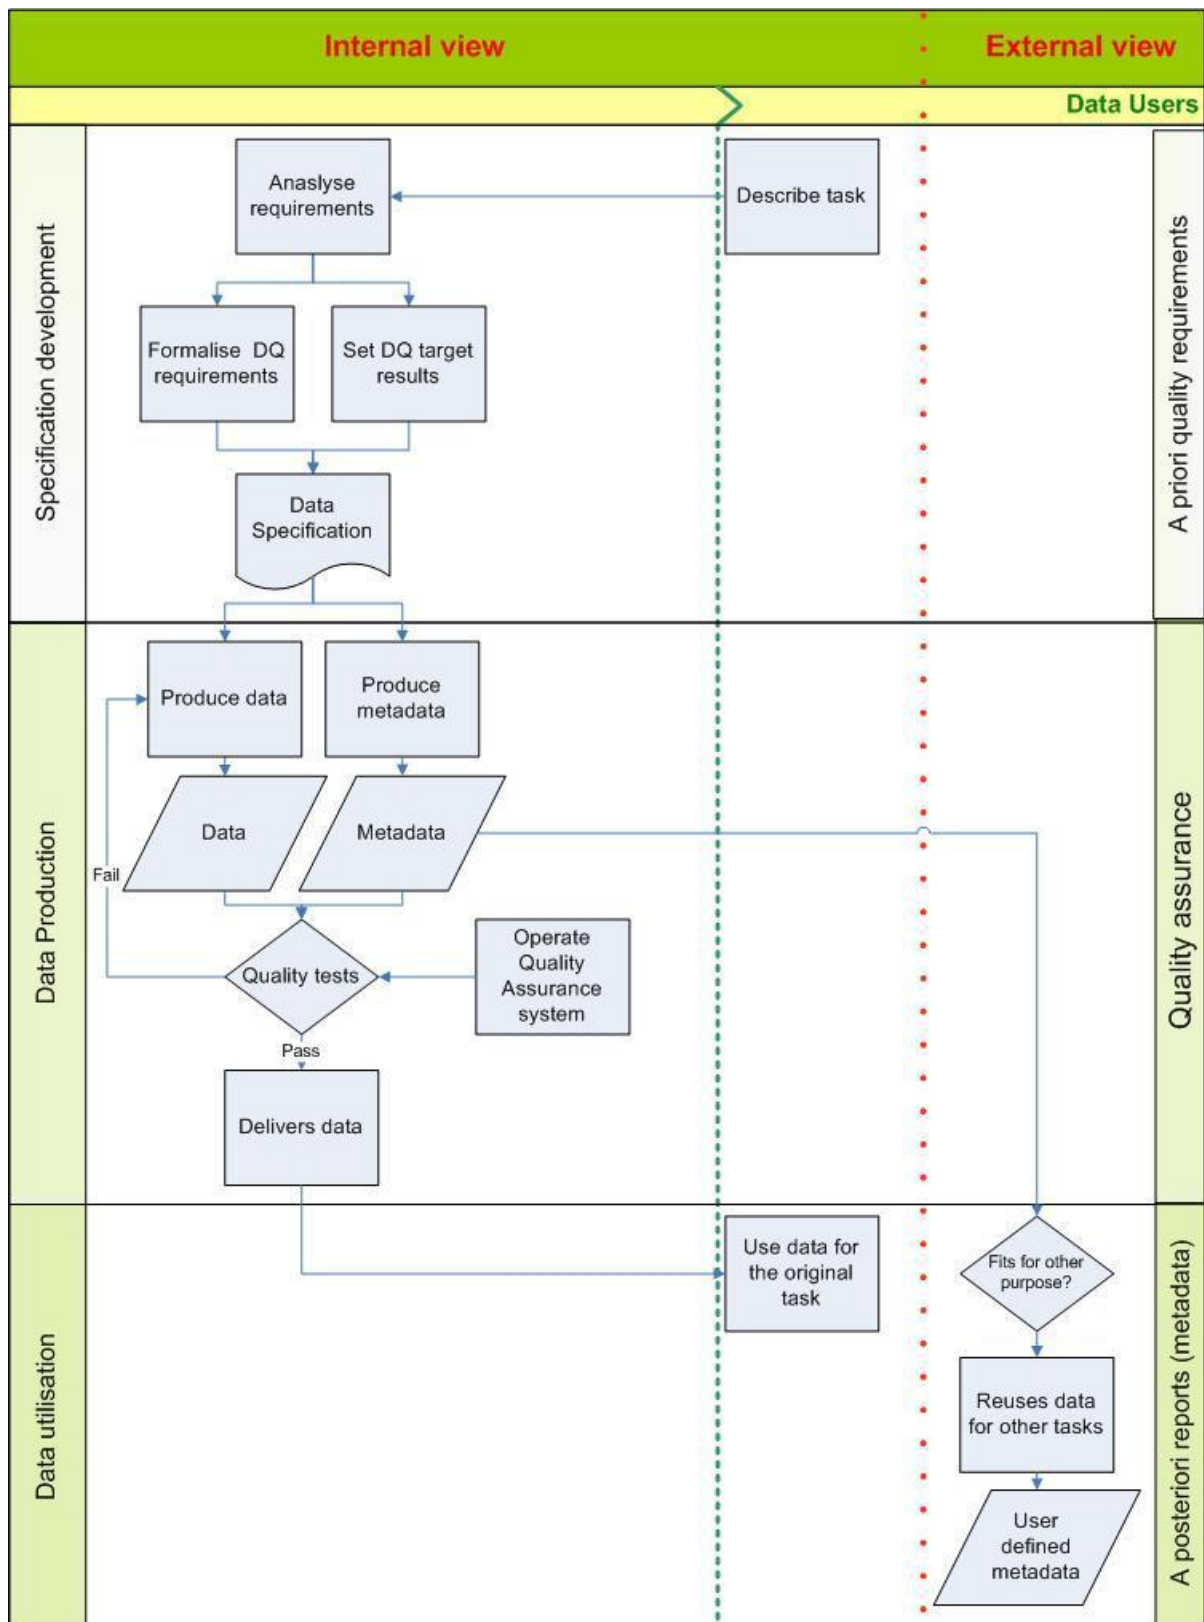 Internal view
External view
Data Users
Specification development
Anaslyse
requirements
Describe task
A priori quality requirements
Formalise DQ
requirements
Set DQ target
results
Data
Specification
Data Production
Produce data
Produce
metadata
Quality assurance
Data
Metadata
Fail
Quality tests
Operate
Quality
Assurance
system
Pass
Delivers data
Data utilisation
Use data for
the original
task
Fits for other
purpose?
A posteriori reports (metadata)
Reuses data
for other tasks
User
defined
metadata